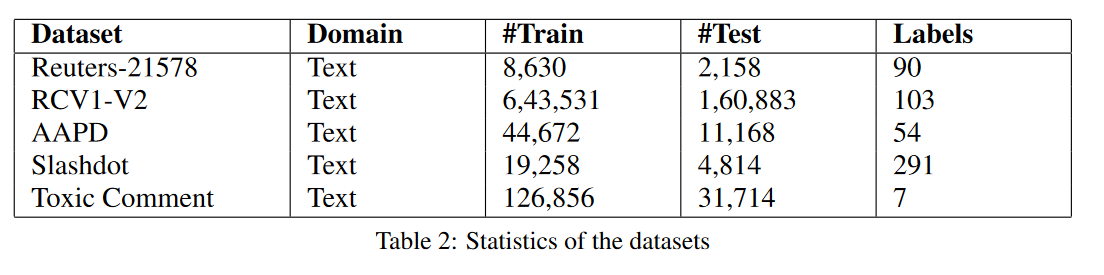 Dataset Domain #Train #Test Labels
Reuters-21578 Text 8,630 2,158 90
RCV1-V2 Text 6,43,531 1,60,883 103
AAPD Text 44,672 11,168 54
Slashdot Text 19,258 4,814 291
Toxic Comment Text 126,856 31,714 7
Table 2: Statistics of the datasets